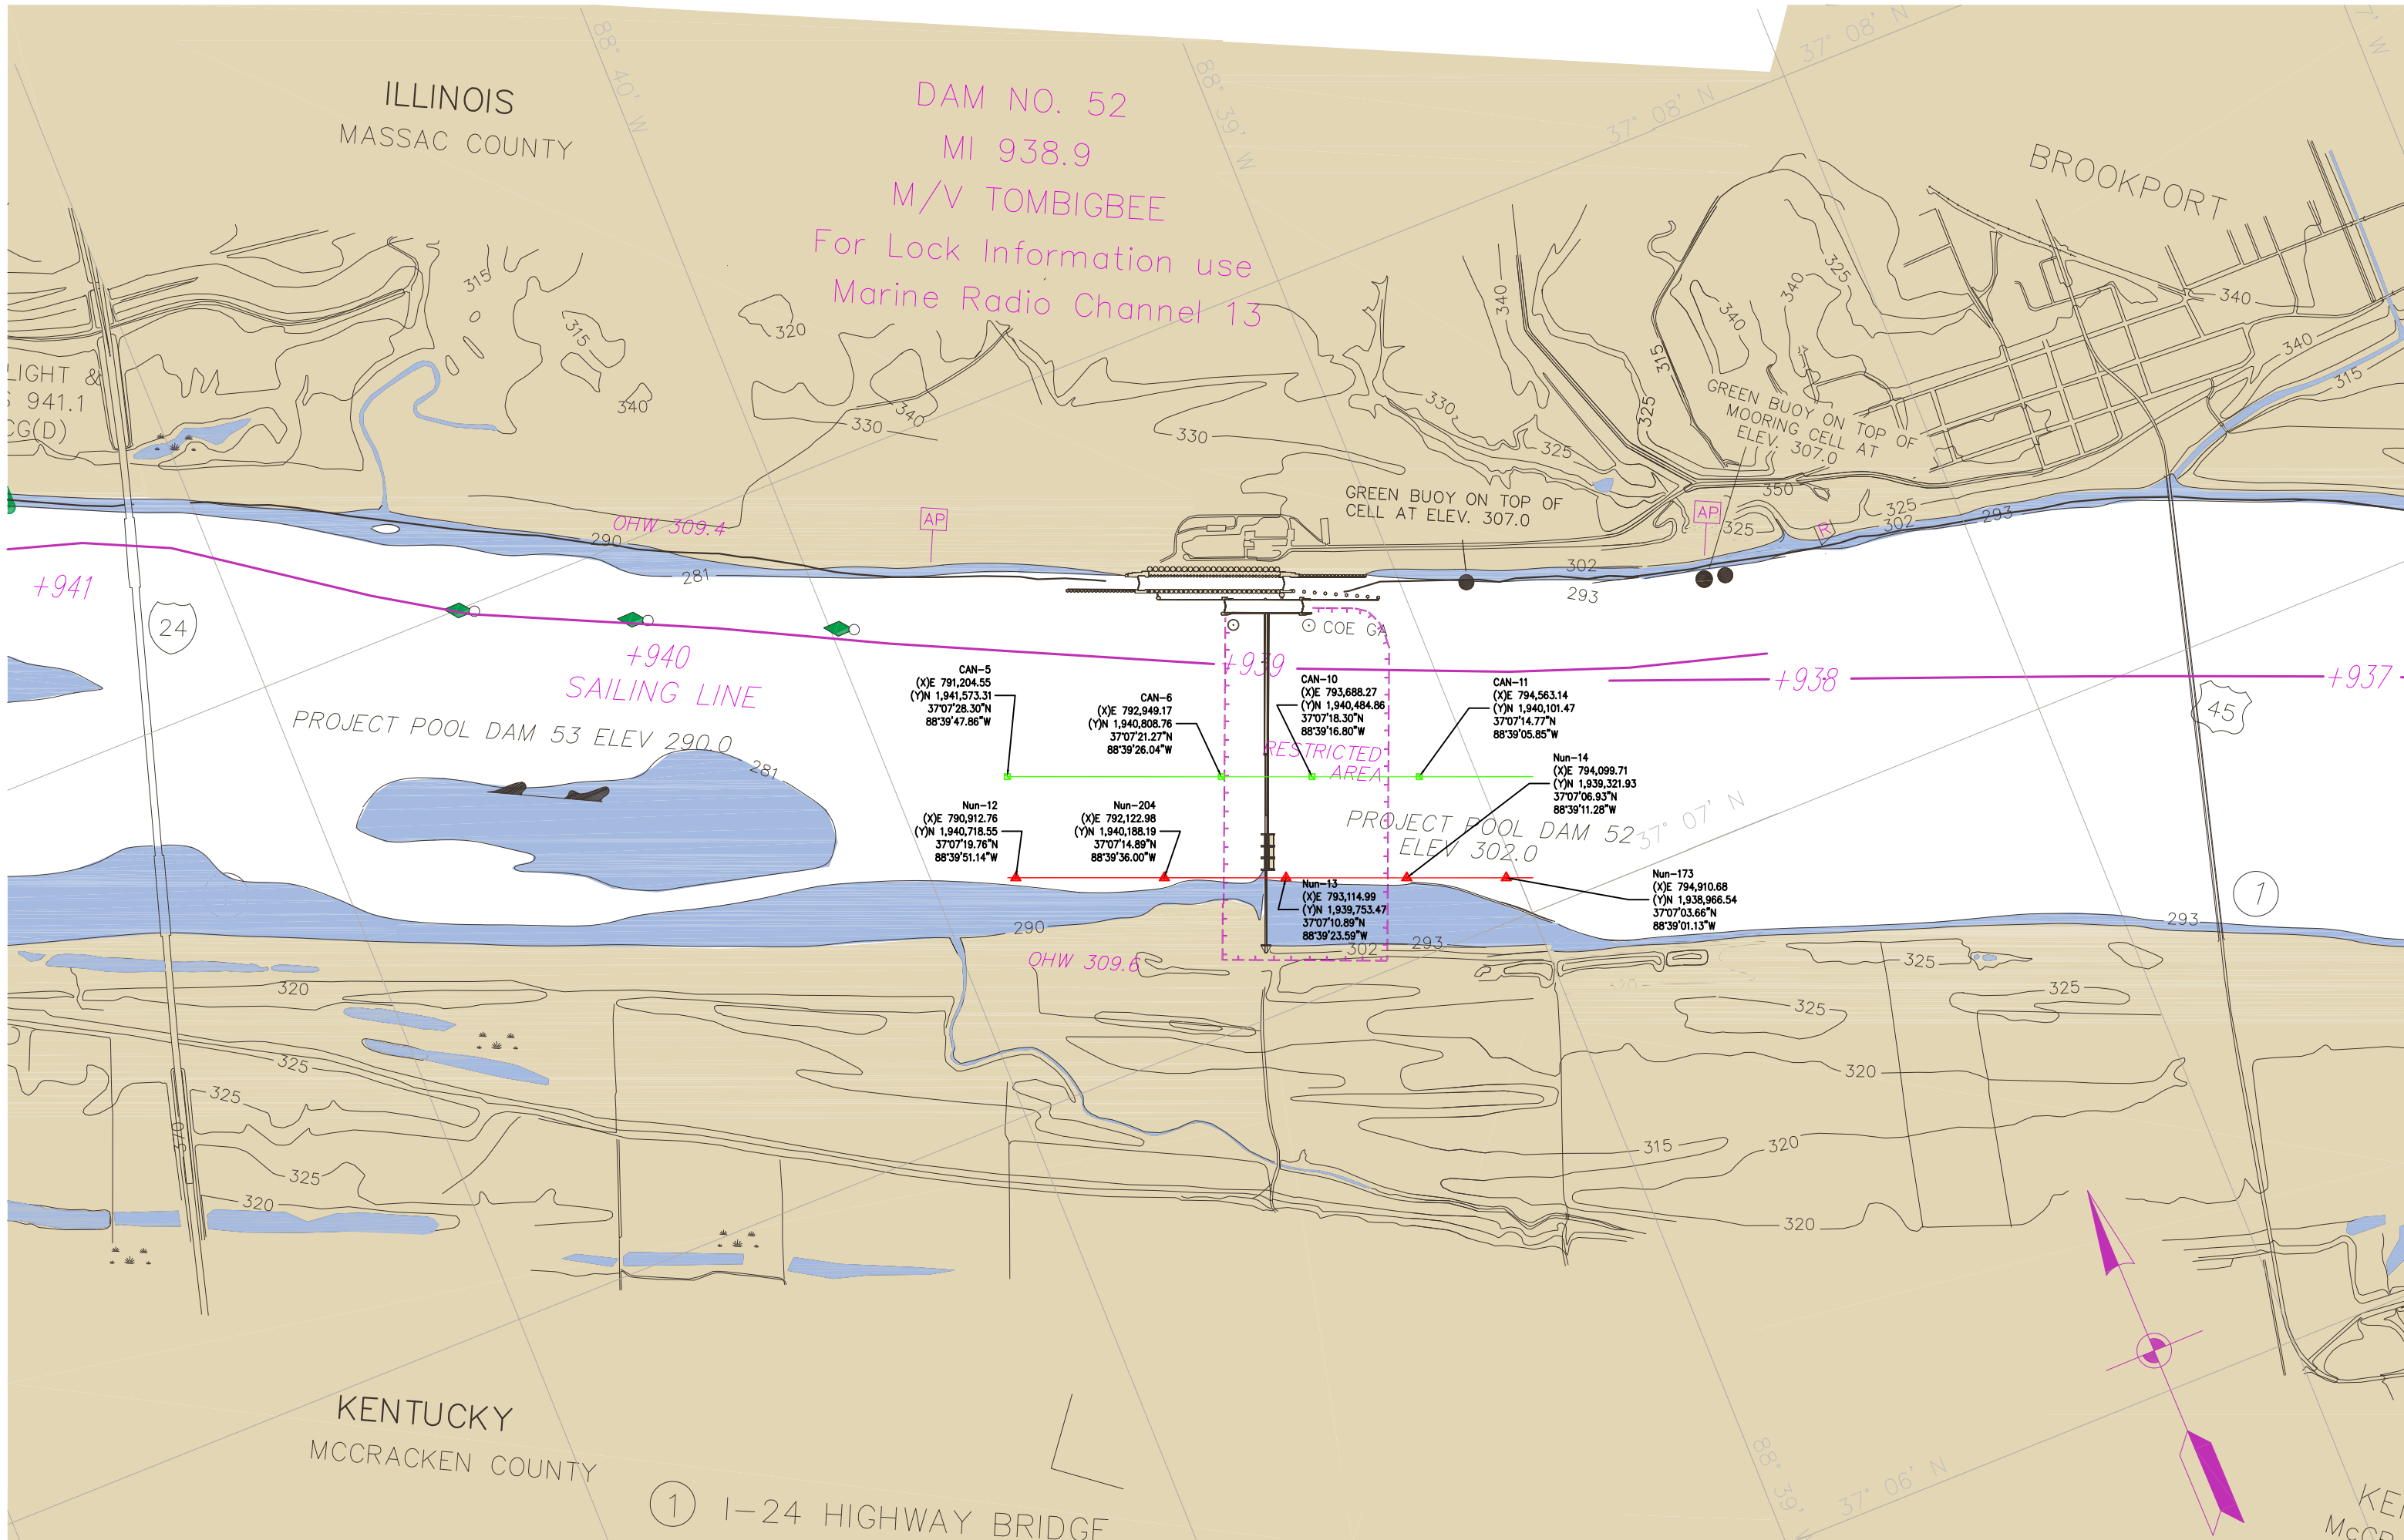 ILLINOIS
MASSAC COUNTY
88° 40' W
DAM NO. 52
MI 938.9
M/V TOMBIGBEE
For Lock Information use
Marine Radio Channel 13
88° 39' W
37° 08' N
37° 08' N
7' W
BROOKPORT
315
315
320
340
340
330
330
330
325
340
315
325
340
340
325
340
340
315
LIGHT &
941.1
CG(D)
GREEN BUOY ON TOP OF
MOORING CELL AT
ELEV. 307.0
GREEN BUOY ON TOP OF
CELL AT ELEV. 307.0
350
325
325
302
293
AP
AP
R
OHW 309.4
290
281
302
293
+941
24
+940
SAILING LINE
+939
COE GA
+938
+937
45
PROJECT POOL DAM 53 ELEV 290.0
281
CAN-5
(X)E 791,204.55
(Y)N 1,941,573.31
37°07'28.30"N
88°39'47.86"W
CAN-6
(X)E 792,949.17
(Y)N 1,940,808.76
37°07'21.27"N
88°39'26.04"W
CAN-10
(X)E 793,688.27
(Y)N 1,940,484.86
37°07'18.30"N
88°39'16.80"W
CAN-11
(X)E 794,563.14
(Y)N 1,940,101.47
37°07'14.77"N
88°39'05.85"W
RESTRICTED
AREA
Nun-14
(X)E 794,099.71
(Y)N 1,939,321.93
37°07'06.93"N
88°39'11.28"W
Nun-12
(X)E 790,912.76
(Y)N 1,940,718.55
37°07'19.76"N
88°39'51.14"W
Nun-204
(X)E 792,122.98
(Y)N 1,940,188.19
37°07'14.89"N
88°39'36.00"W
PROJECT POOL DAM 52
ELEV 302.0
37° 07' N
Nun-13
(X)E 793,114.99
(Y)N 1,939,753.47
37°07'10.89"N
88°39'23.59"W
Nun-173
(X)E 794,910.68
(Y)N 1,938,966.54
37°07'03.66"N
88°39'01.13"W
1
290
OHW 309.6
302
293
293
320
325
320
325
325
325
325
320
370
325
320
315
320
320
KENTUCKY
MCCRACKEN COUNTY
1 I-24 HIGHWAY BRIDGE
88° 39'
37° 06' N